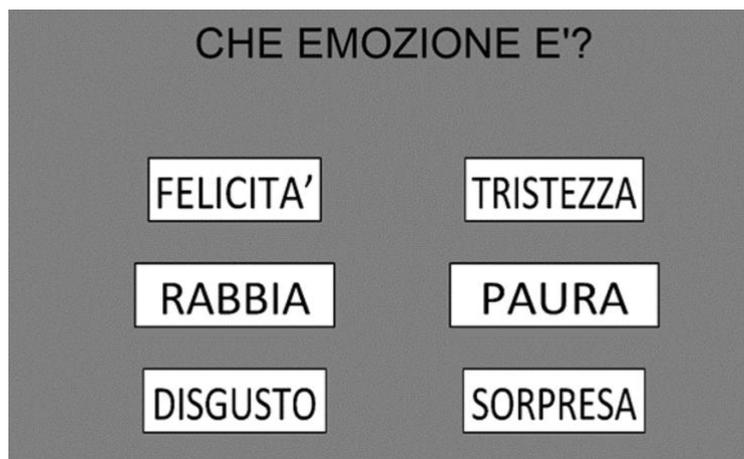 CHE EMOZIONE E'?
FELICITA’ TRISTEZZA
RABBIA PAURA
DISGUSTO SORPRESA